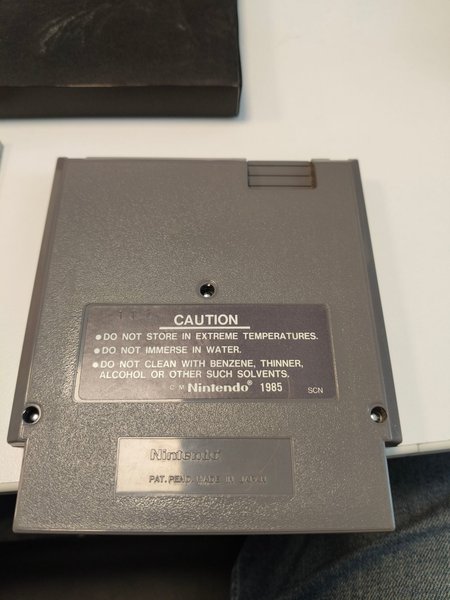 CAUTION
● DO NOT STORE IN EXTREME TEMPERATURES.
● DO NOT IMMERSE IN WATER.
● DO NOT CLEAN WITH BENZENE, THINNER,
ALCOHOL OR OTHER SUCH SOLVENTS.
© M Nintendo® 1985 SCN
Nintendo
PAT. PEND. MADE IN JAPAN